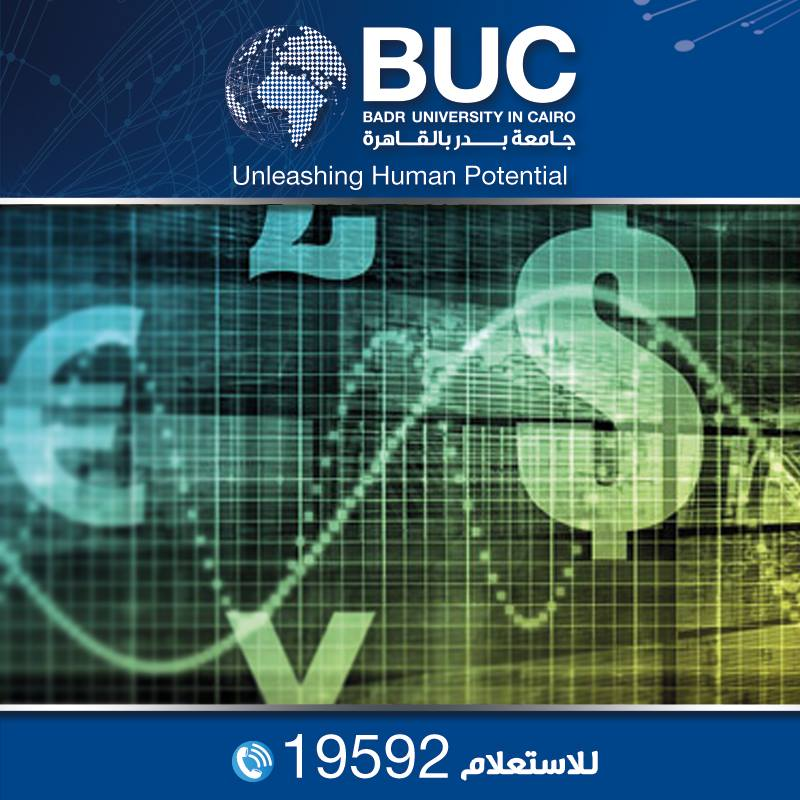 BUC
BADR UNIVERSITY IN CAIRO
جامعة بدر بالقاهرة
Unleashing Human Potential
£
$
€
¥
للاستعلام 19592